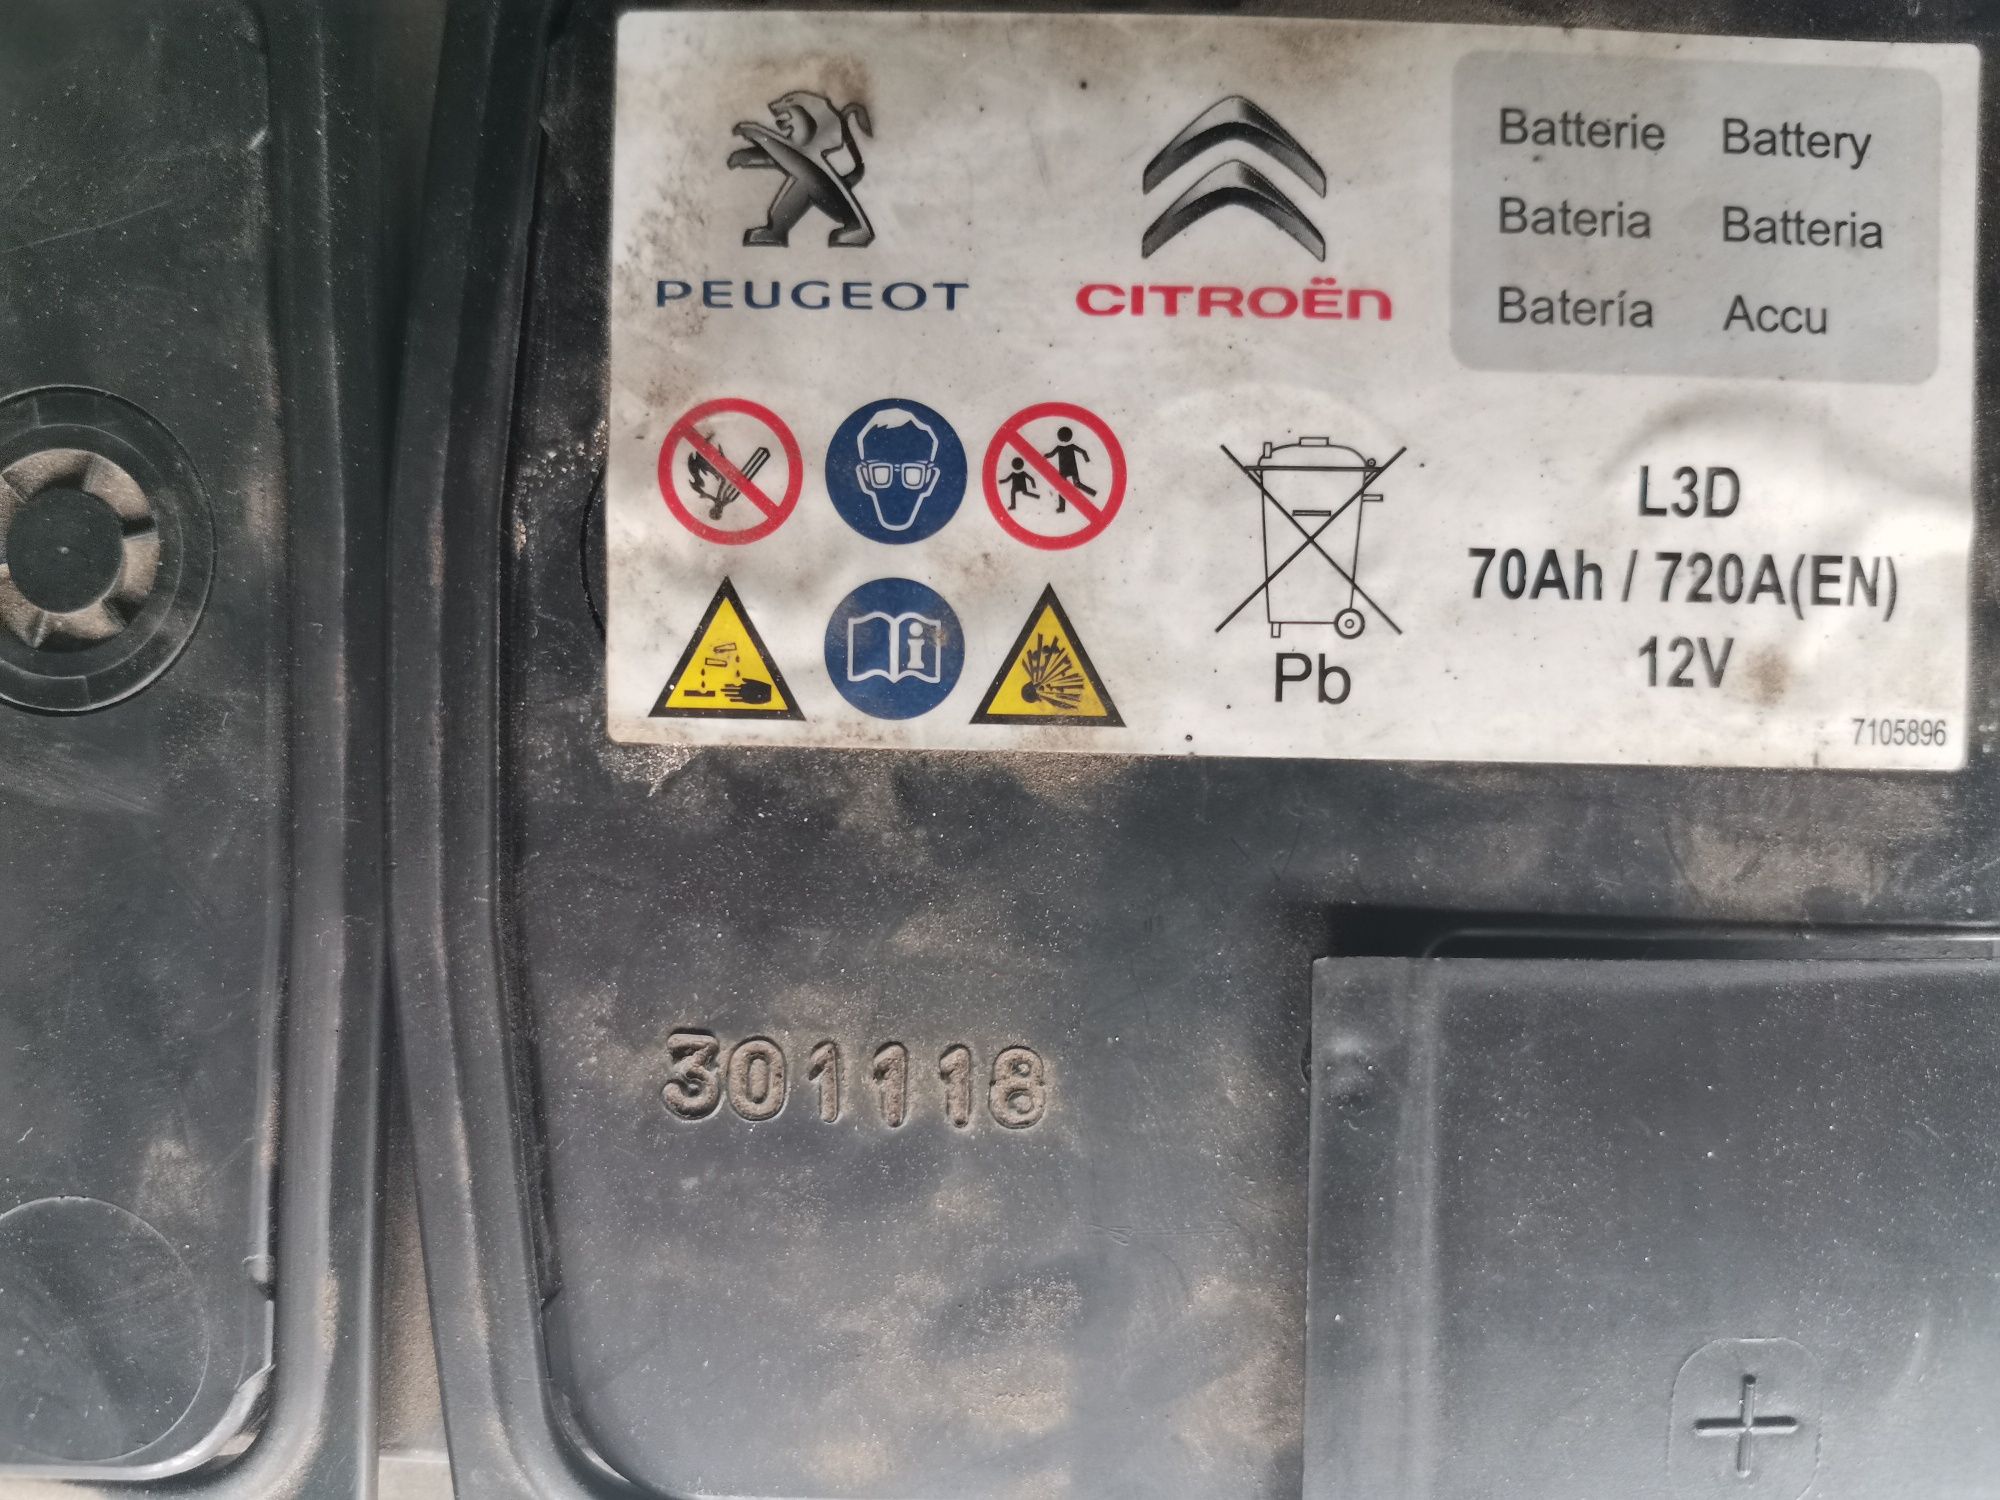 PEUGEOT
CITROËN
Batterie Battery
Bateria Batteria
Batería Accu
L3D
70Ah / 720A(EN)
12V
Pb
7105896
301118
+